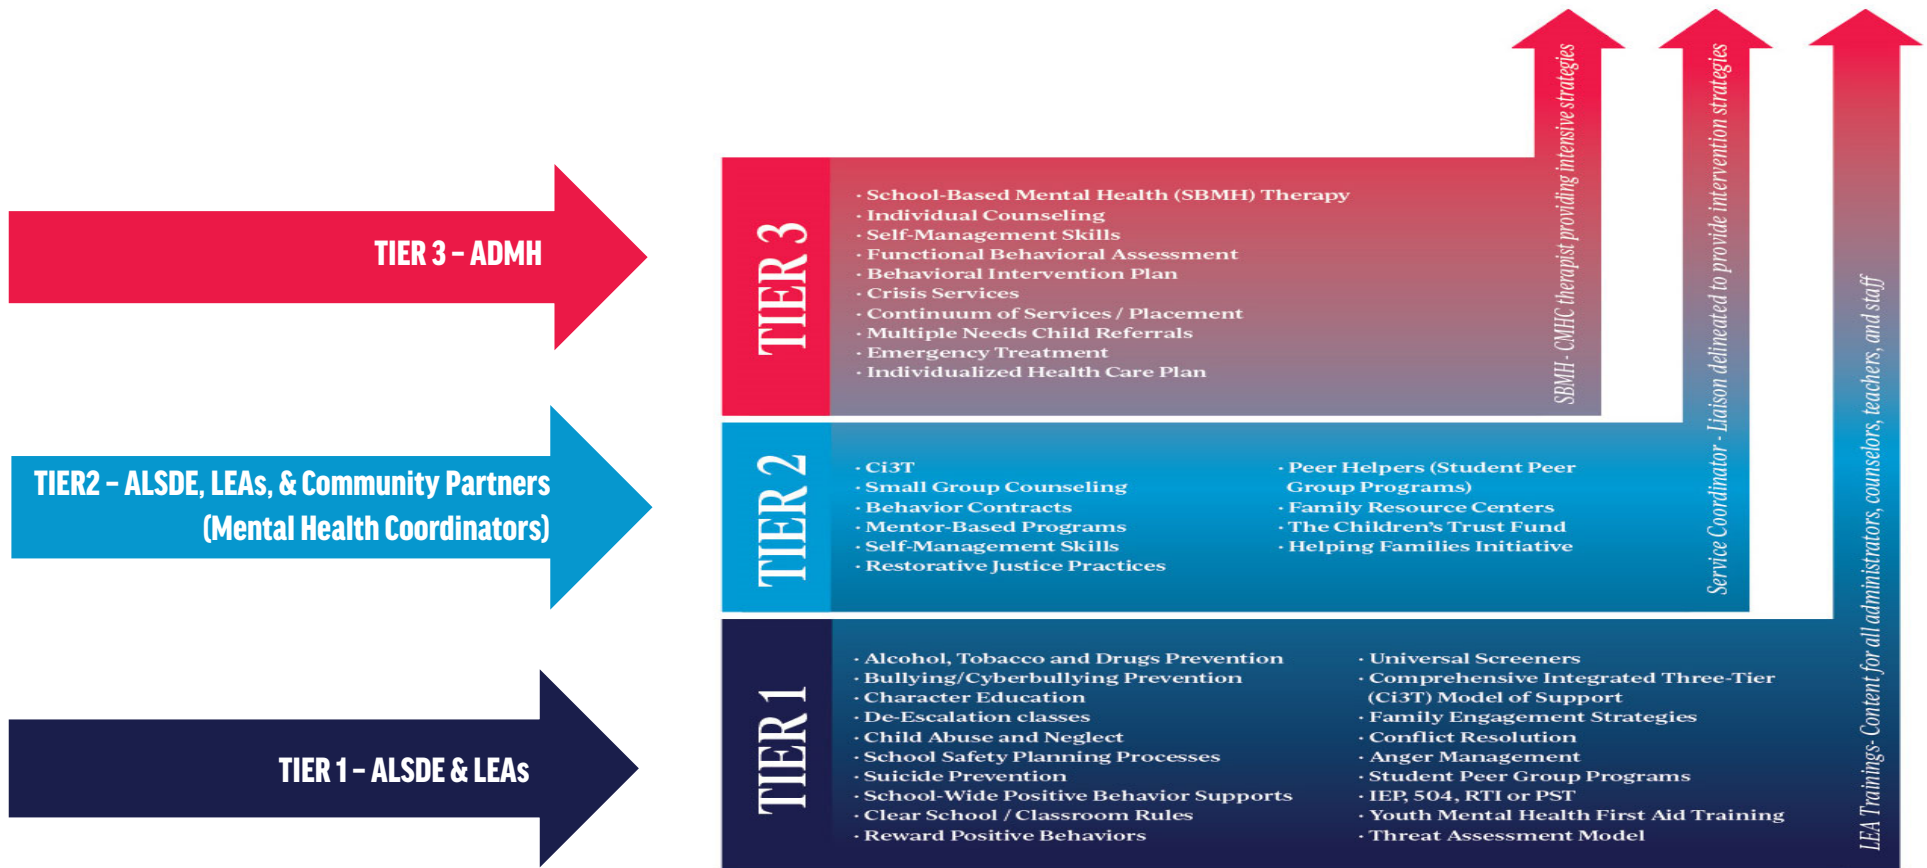 TIER 3 – ADMH
TIER 3
· School-Based Mental Health (SBMH) Therapy
· Individual Counseling
· Self-Management Skills
· Functional Behavioral Assessment
· Behavioral Intervention Plan
· Crisis Services
· Continuum of Services / Placement
· Multiple Needs Child Referrals
· Emergency Treatment
· Individualized Health Care Plan
SBMH - CMHC therapist providing intensive strategies
TIER2 – ALSDE, LEAs, & Community Partners
(Mental Health Coordinators)
TIER 2
· Ci3T
· Small Group Counseling
· Behavior Contracts
· Mentor-Based Programs
· Self-Management Skills
· Restorative Justice Practices
· Peer Helpers (Student Peer
Group Programs)
· Family Resource Centers
· The Children's Trust Fund
· Helping Families Initiative
Service Coordinator - Liaison delineated to provide intervention strategies
TIER 1 – ALSDE & LEAs
TIER 1
· Alcohol, Tobacco and Drugs Prevention
· Bullying/Cyberbullying Prevention
· Character Education
· De-Escalation classes
· Child Abuse and Neglect
· School Safety Planning Processes
· Suicide Prevention
· School-Wide Positive Behavior Supports
· Clear School / Classroom Rules
· Reward Positive Behaviors
· Universal Screeners
· Comprehensive Integrated Three-Tier
(Ci3T) Model of Support
· Family Engagement Strategies
· Conflict Resolution
· Anger Management
· Student Peer Group Programs
· IEP, 504, RTI or PST
· Youth Mental Health First Aid Training
· Threat Assessment Model
LEA Trainings- Content for all administrators, counselors, teachers, and staff